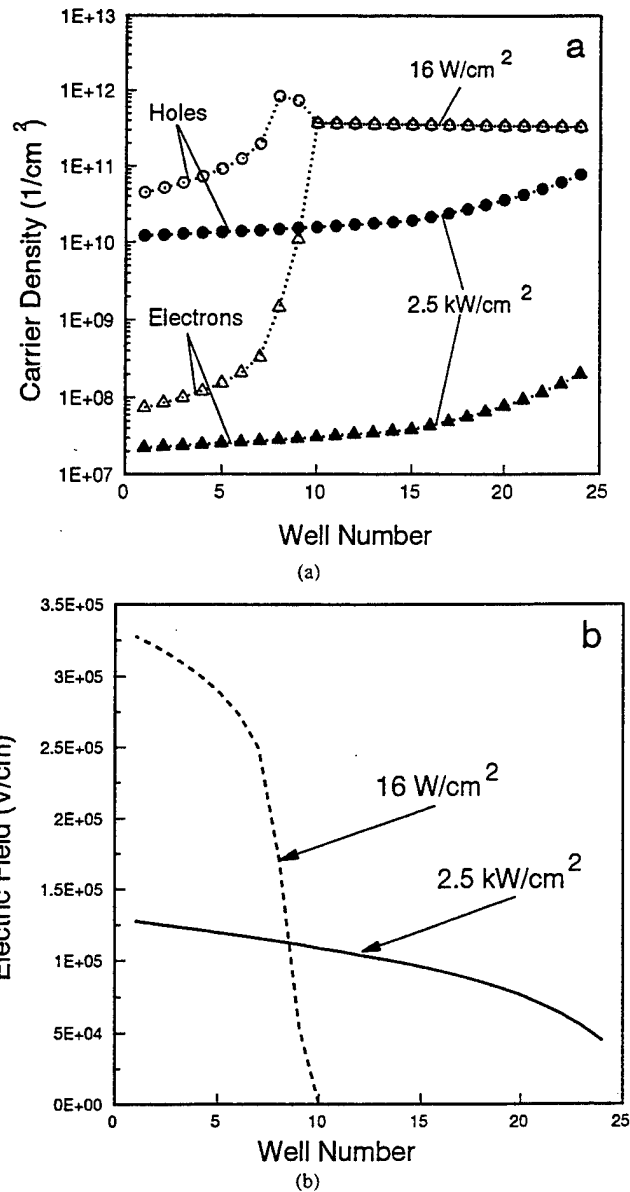 1E+13
a
16 W/cm²
1E+12
Holes
1E+11
1E+10
2.5 kW/cm²
1E+09
Electrons
1E+08
1E+07
Carrier Density (1/cm²)
0 5 10 15 20 25
Well Number
(a)
3.5E+05
b
3E+05
2.5E+05
16 W/cm²
2E+05
2.5 kW/cm²
1.5E+05
1E+05
5E+04
0E+00
Electric Field (V/cm)
0 5 10 15 20 25
Well Number
(b)